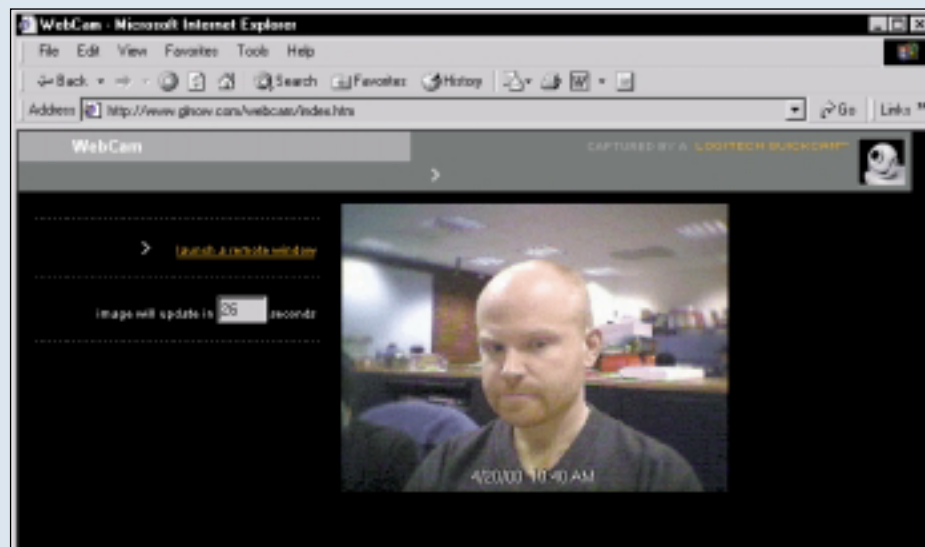 WebCam - Microsoft Internet Explorer
File Edit View Favorites Tools Help
Back Search Favorites History
Address http://www.glnow.com/webcam/index.htm Go Links »
WebCam
CAPTURED BY A LOGITECH QUICKCAM™
launch a remote window
image will update in 26 seconds
4/20/00 10:40 AM